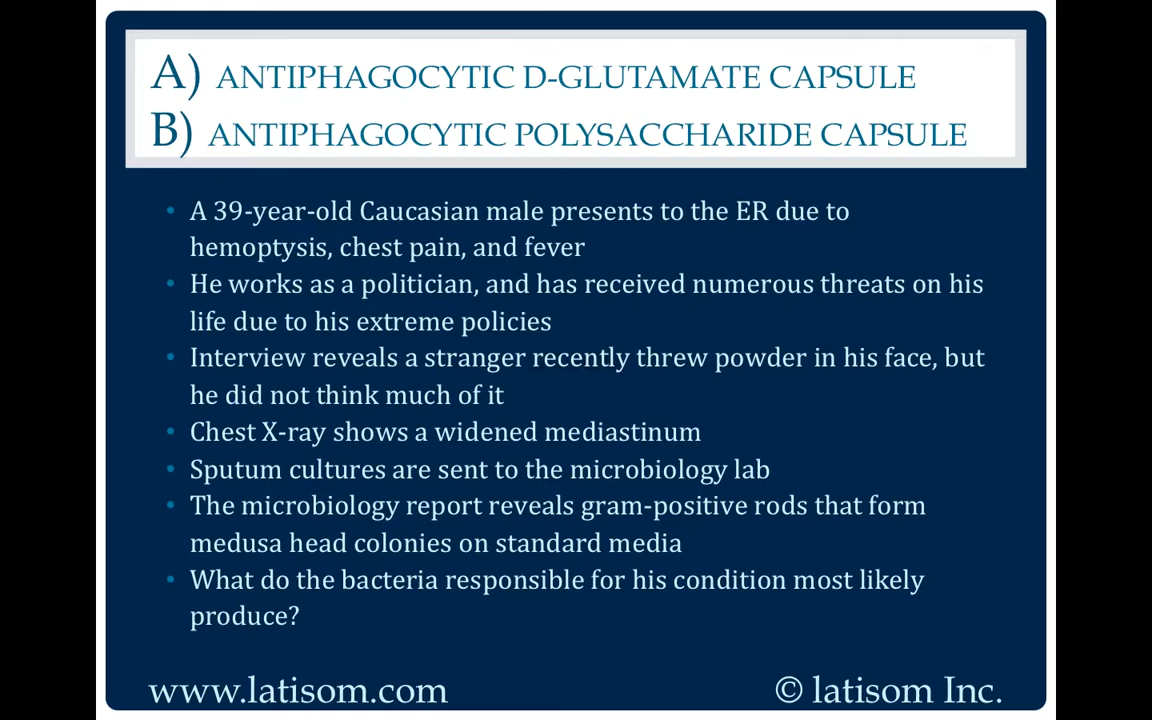 A) ANTIPHAGOCYTIC D-GLUTAMATE CAPSULE
B) ANTIPHAGOCYTIC POLYSACCHARIDE CAPSULE
• A 39-year-old Caucasian male presents to the ER due to
hemoptysis, chest pain, and fever
• He works as a politician, and has received numerous threats on his
life due to his extreme policies
• Interview reveals a stranger recently threw powder in his face, but
he did not think much of it
• Chest X-ray shows a widened mediastinum
• Sputum cultures are sent to the microbiology lab
• The microbiology report reveals gram-positive rods that form
medusa head colonies on standard media
• What do the bacteria responsible for his condition most likely
produce?
www.latisom.com © latisom Inc.